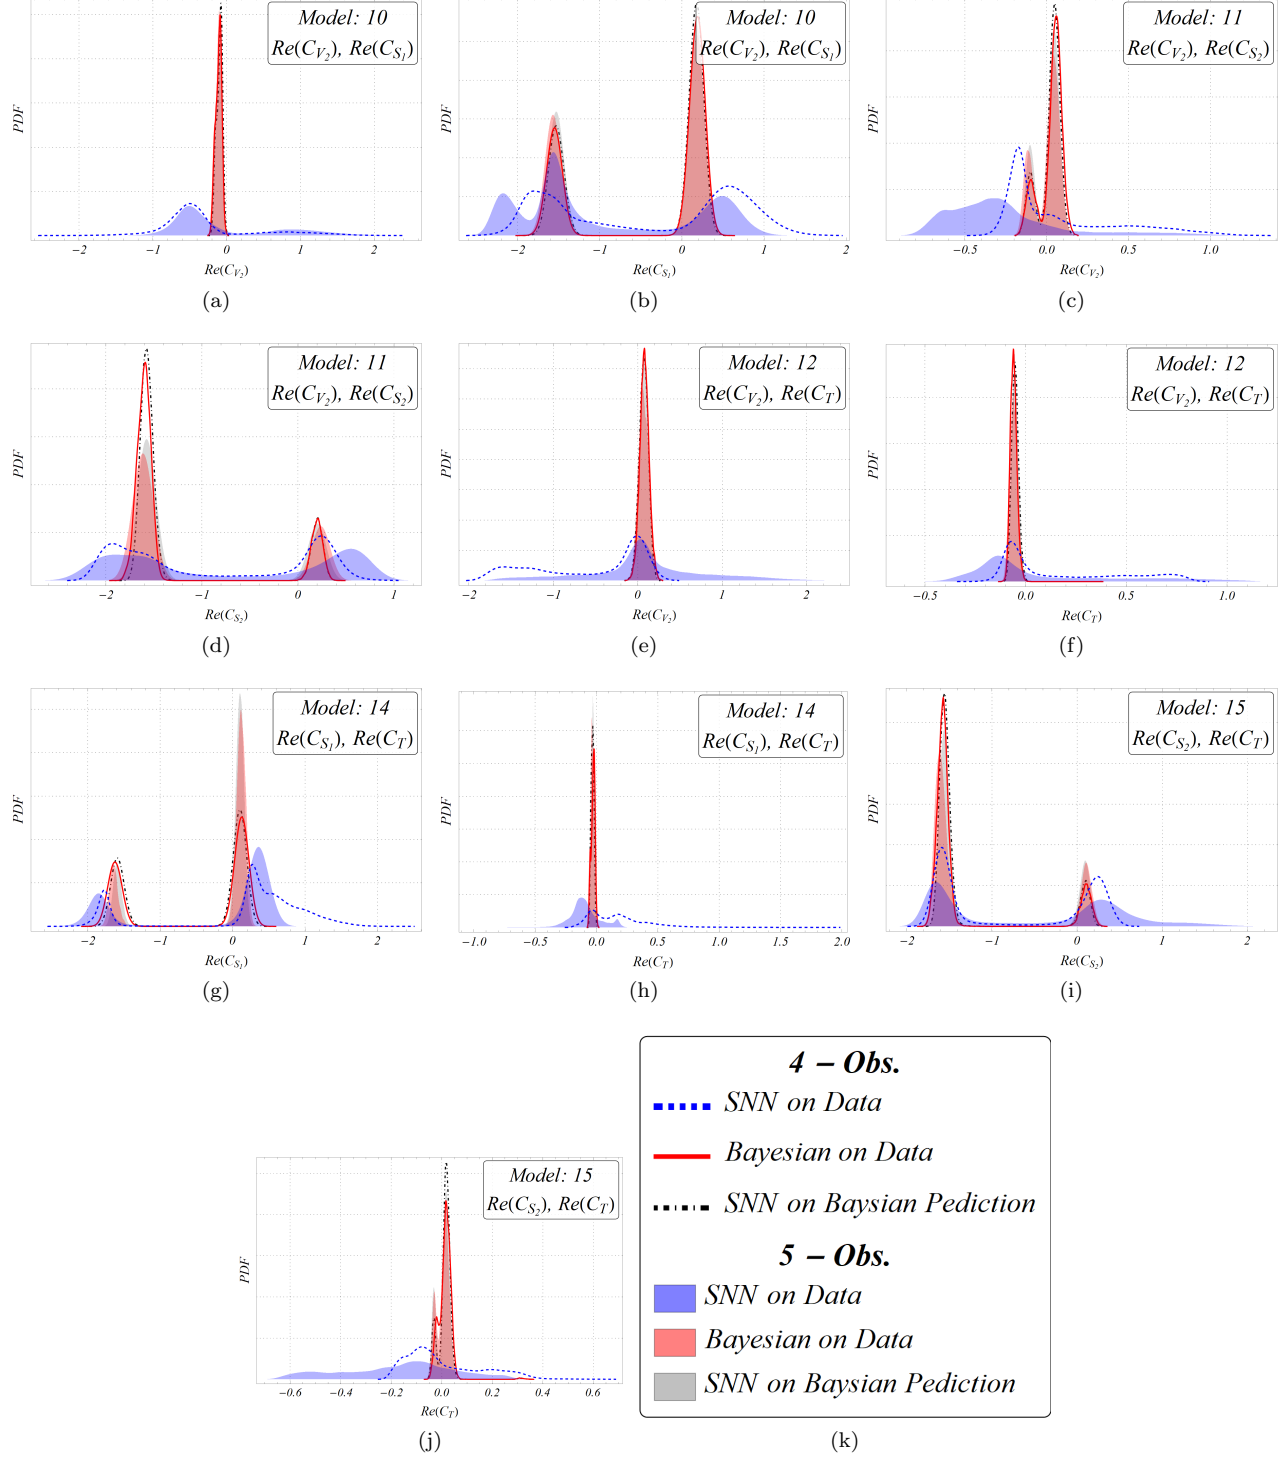 Model: 10
Re(C_{V_2}), Re(C_{S_1})
PDF
−2 −1 0 1 2
Re(C_{V_2})
(a)
Model: 10
Re(C_{V_2}), Re(C_{S_1})
PDF
−2 −1 0 1 2
Re(C_{S_1})
(b)
Model: 11
Re(C_{V_2}), Re(C_{S_2})
PDF
−0.5 0.0 0.5 1.0
Re(C_{V_2})
(c)
Model: 11
Re(C_{V_2}), Re(C_{S_2})
PDF
−2 −1 0 1
Re(C_{S_2})
(d)
Model: 12
Re(C_{V_2}), Re(C_T)
PDF
−2 −1 0 1 2
Re(C_{V_2})
(e)
Model: 12
Re(C_{V_2}), Re(C_T)
PDF
−0.5 0.0 0.5 1.0
Re(C_T)
(f)
Model: 14
Re(C_{S_1}), Re(C_T)
PDF
−2 −1 0 1 2
Re(C_{S_1})
(g)
Model: 14
Re(C_{S_1}), Re(C_T)
PDF
−1.0 −0.5 0.0 0.5 1.0 1.5 2.0
Re(C_T)
(h)
Model: 15
Re(C_{S_2}), Re(C_T)
PDF
−2 −1 0 1 2
Re(C_{S_2})
(i)
Model: 15
Re(C_{S_2}), Re(C_T)
PDF
−0.6 −0.4 −0.2 0.0 0.2 0.4 0.6
Re(C_T)
(j)
4 − Obs.
SNN on Data
Bayesian on Data
SNN on Baysian Pediction
5 − Obs.
SNN on Data
Bayesian on Data
SNN on Baysian Pediction
(k)